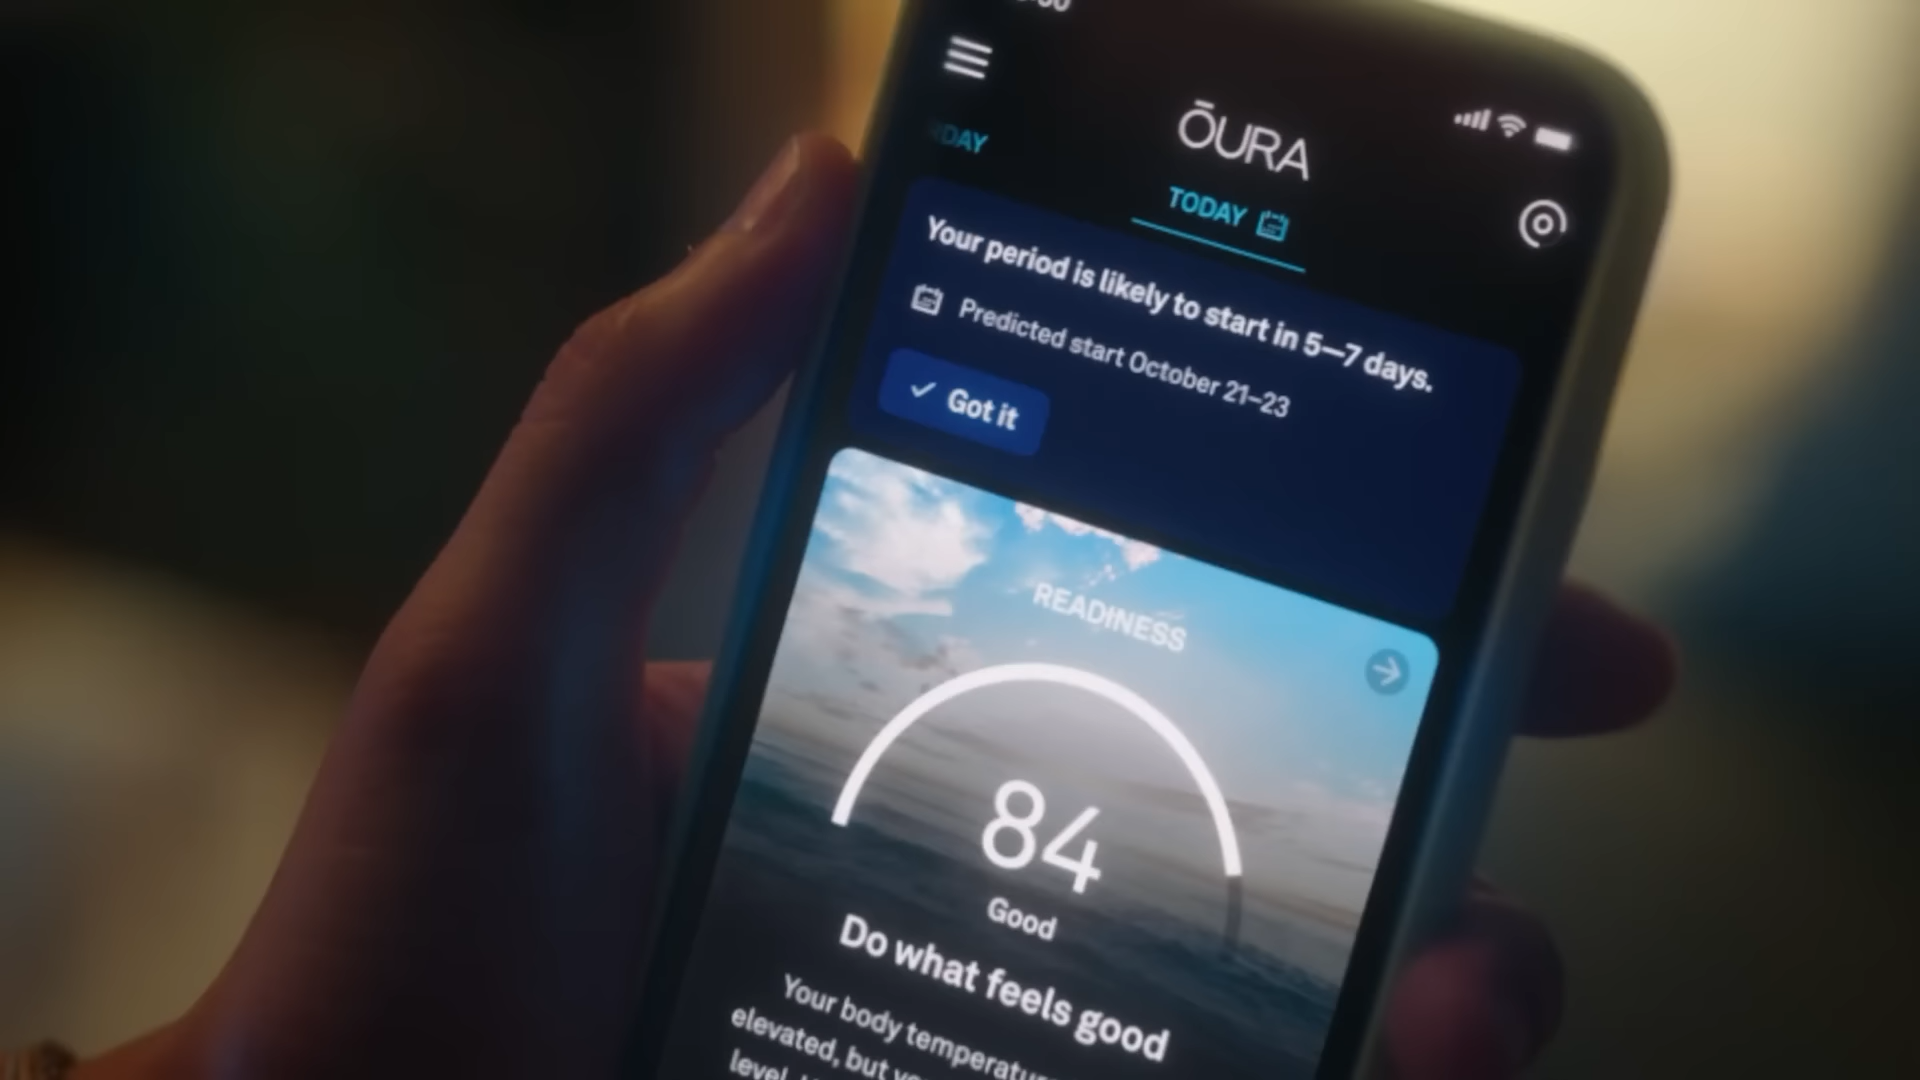 ŌURA
TODAY
Your period is likely to start in 5–7 days.
Predicted start October 21–23
Got it
READINESS
84
Good
Do what feels good
Your body
elevated, but
level.